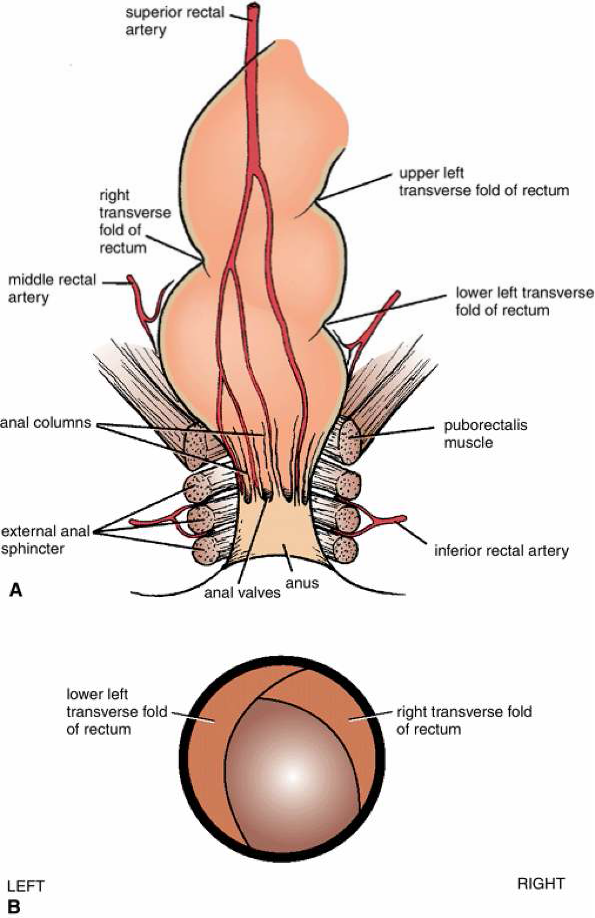 superior rectal
artery
upper left
transverse fold of rectum
right
transverse
fold of
rectum
middle rectal
artery
lower left transverse
fold of rectum
anal columns
puborectalis
muscle
external anal
sphincter
inferior rectal artery
anus
anal valves
A
lower left
transverse fold
of rectum
right transverse fold
of rectum
LEFT
RIGHT
B